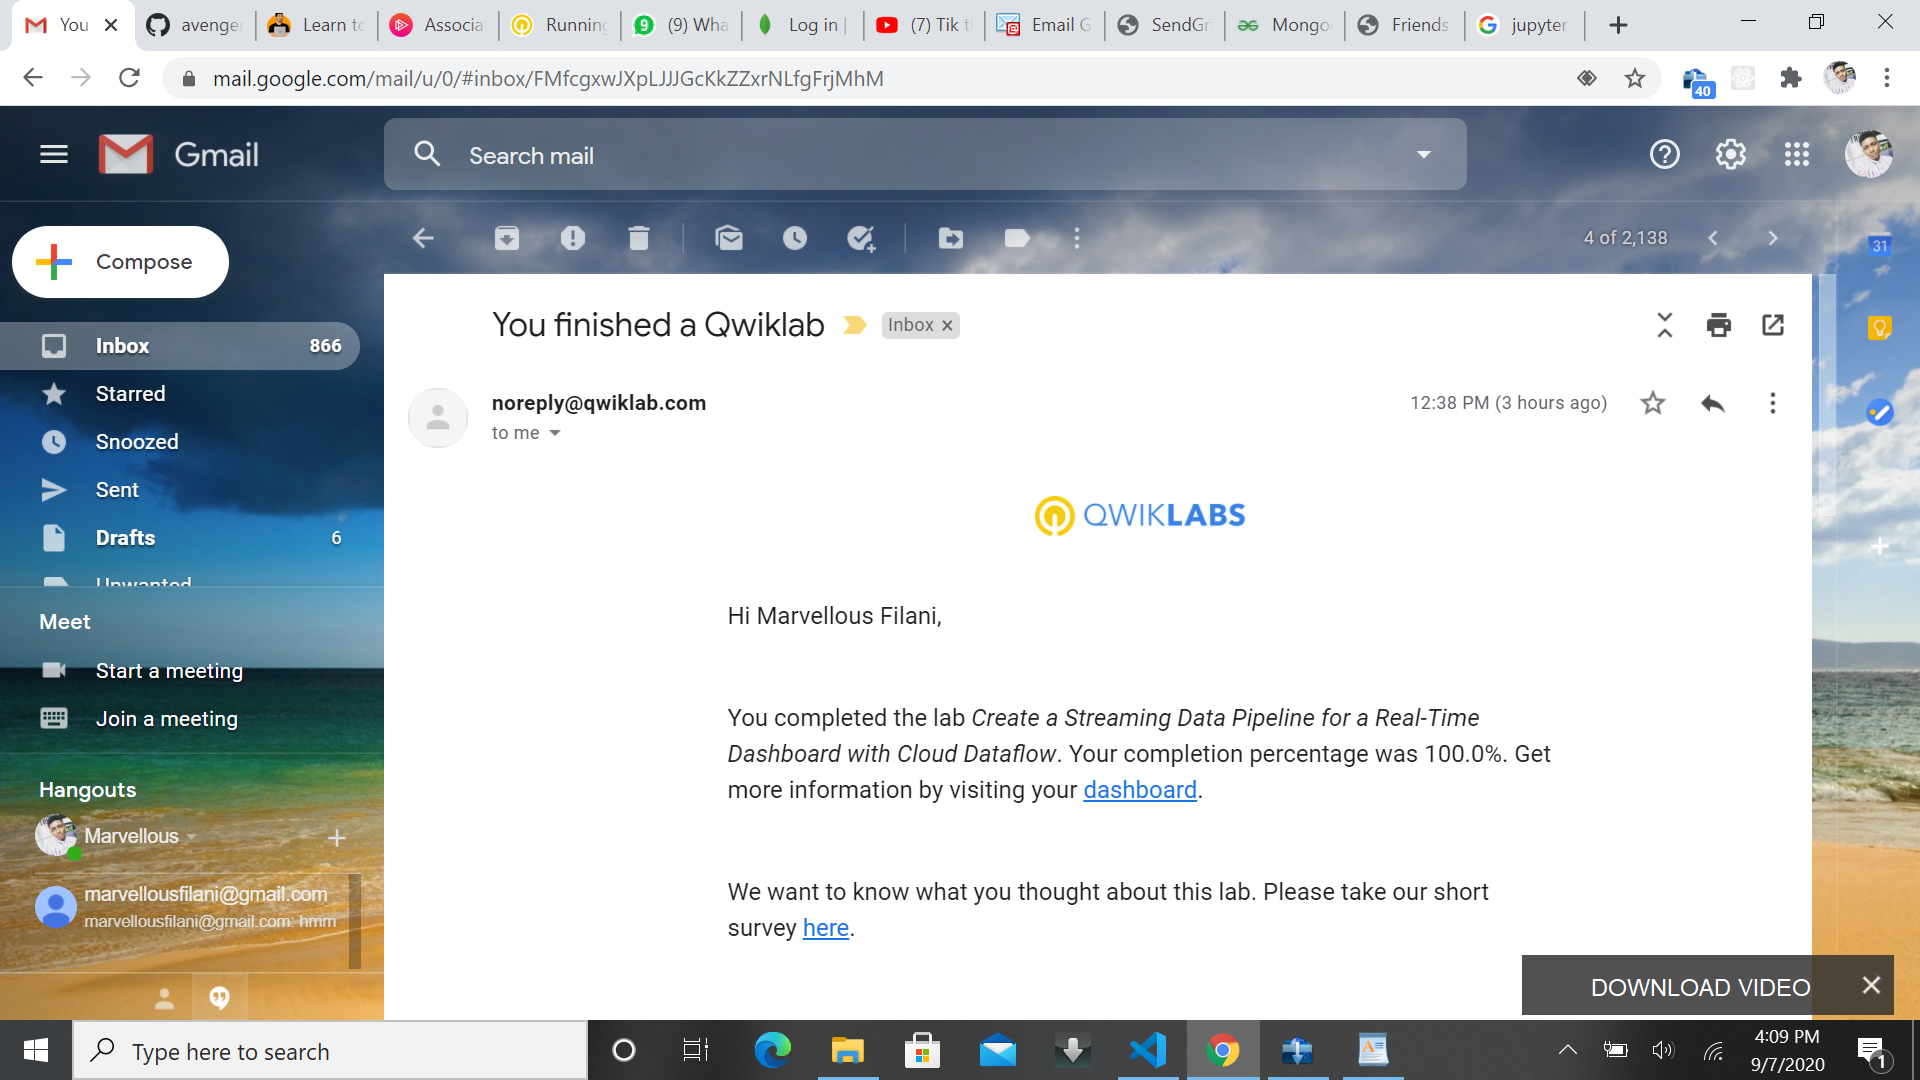 You
avenger
Learn to
Associa
Running
(9) Wha
Log in |
(7) Tik t
Email G
SendGr
Mongo
Friends
jupyter
mail.google.com/mail/u/0/#inbox/FMfcgxwJXpLJJJGcKkZZxrNLfgFrjMhM
40
Gmail
Search mail
Compose
4 of 2,138
31
You finished a Qwiklab
Inbox
Inbox 866
Starred
Snoozed
Sent
Drafts 6
Unwanted
noreply@qwiklab.com
12:38 PM (3 hours ago)
to me
QWIKLABS
Hi Marvellous Filani,
You completed the lab Create a Streaming Data Pipeline for a Real-Time
Dashboard with Cloud Dataflow. Your completion percentage was 100.0%. Get
more information by visiting your dashboard.
We want to know what you thought about this lab. Please take our short
survey here.
Meet
Start a meeting
Join a meeting
Hangouts
Marvellous
marvellousfilani@gmail.com
marvellousfilani@gmail.com: hmm
DOWNLOAD VIDEO
Type here to search
4:09 PM
9/7/2020
1